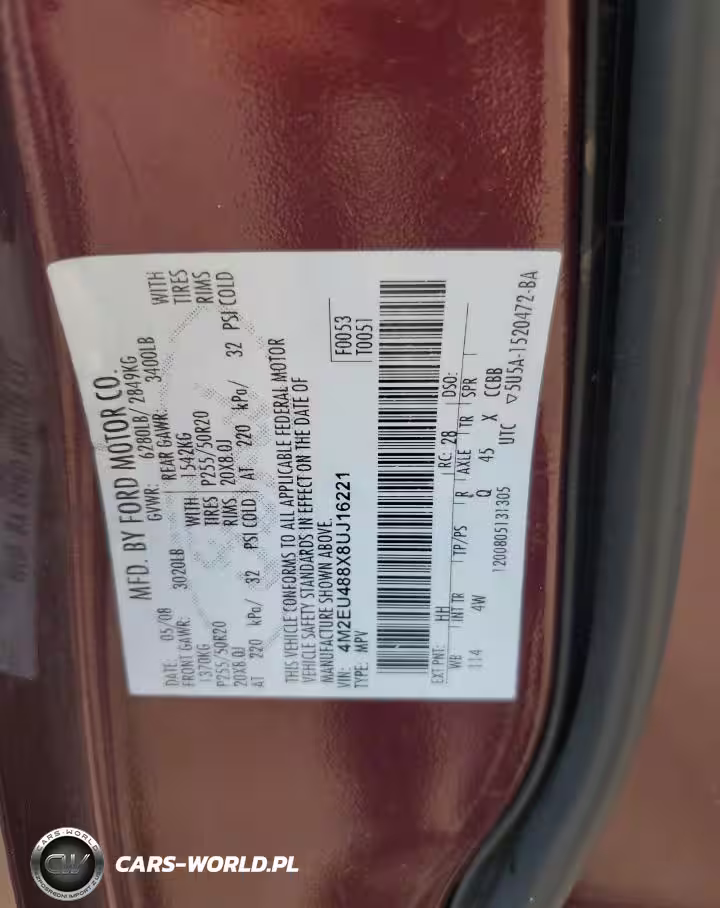 MFD. BY FORD MOTOR CO.
DATE: 05/08 GVWR: 6280LB/ 2849KG
FRONT GAWR: 3020LB REAR GAWR: 3400LB
1370KG WITH 1542KG WITH
P255/50R20 TIRES P255/50R20 TIRES
20X8.0J RIMS 20X8.0J RIMS
AT 220 kPa/ 32 PSI COLD AT 220 kPa/ 32 PSI COLD
THIS VEHICLE CONFORMS TO ALL APPLICABLE FEDERAL MOTOR
VEHICLE SAFETY STANDARDS IN EFFECT ON THE DATE OF
MANUFACTURE SHOWN ABOVE.
VIN: 4M2EU488X8UJ16221
TYPE: MPV
F0053
T0051
EXT PNT: HH RC: 28 DSO:
WB INT TR TP/PS R AXLE TR SPR
114 4W Q 45 X CCBB
UTC ▽5U5A-1520472-BA
1200805131305
CARS-WORLD
CW
CARS-WORLD.PL